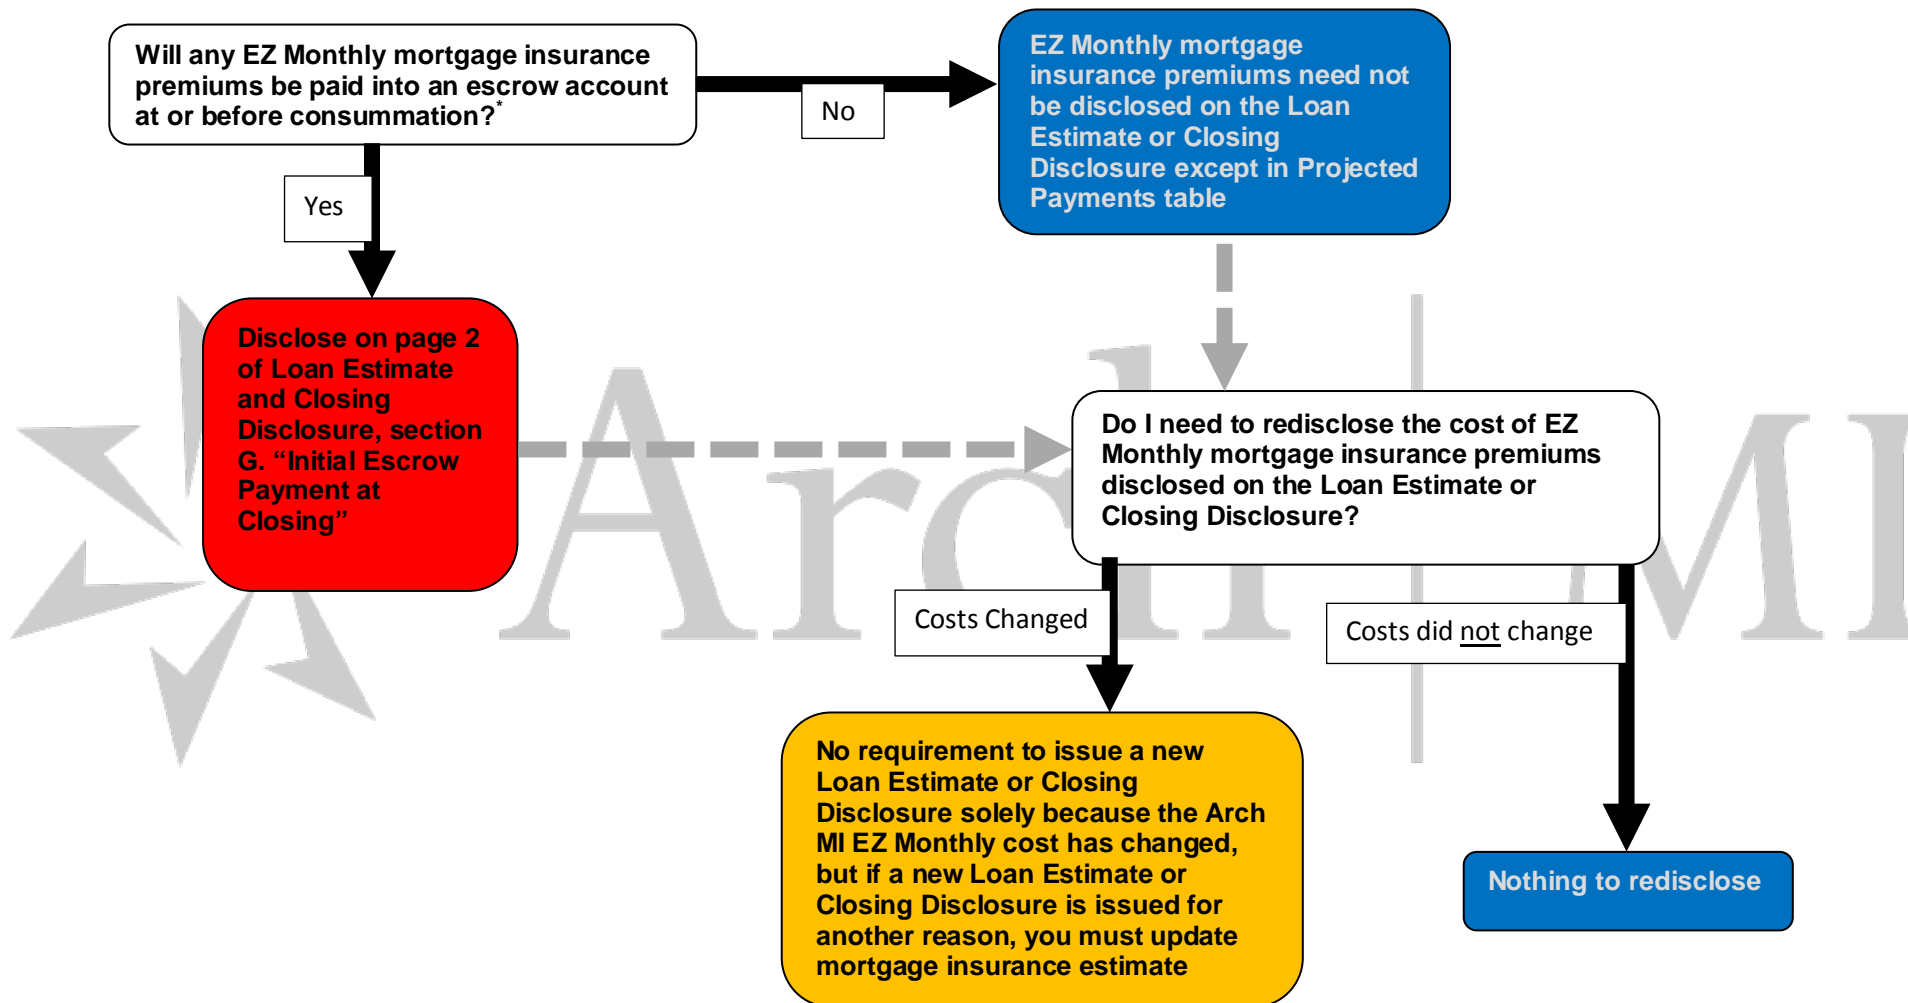 Will any EZ Monthly mortgage insurance
premiums be paid into an escrow account
at or before consummation?*
No
EZ Monthly mortgage
insurance premiums need not
be disclosed on the Loan
Estimate or Closing
Disclosure except in Projected
Payments table
Yes
Disclose on page 2
of Loan Estimate
and Closing
Disclosure, section
G. “Initial Escrow
Payment at
Closing”
Do I need to redisclose the cost of EZ
Monthly mortgage insurance premiums
disclosed on the Loan Estimate or
Closing Disclosure?
Costs Changed
Costs did not change
No requirement to issue a new
Loan Estimate or Closing
Disclosure solely because the Arch
MI EZ Monthly cost has changed,
but if a new Loan Estimate or
Closing Disclosure is issued for
another reason, you must update
mortgage insurance estimate
Nothing to redisclose
Arch MI